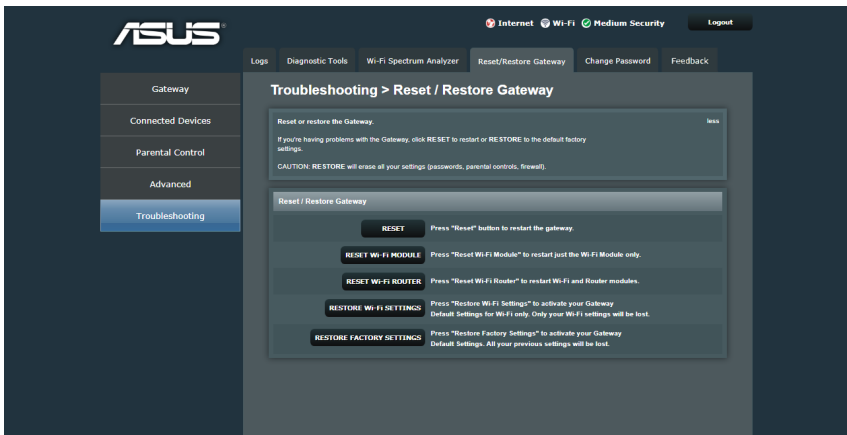 ASUS
Internet Wi-Fi Medium Security Logout
Logs Diagnostic Tools Wi-Fi Spectrum Analyzer Reset/Restore Gateway Change Password Feedback
Gateway
Connected Devices
Parental Control
Advanced
Troubleshooting
Troubleshooting > Reset / Restore Gateway
Reset or restore the Gateway. less
If you're having problems with the Gateway, click RESET to restart or RESTORE to the default factory
settings.
CAUTION: RESTORE will erase all your settings (passwords, parental controls, firewall).
Reset / Restore Gateway
RESET Press "Reset" button to restart the gateway.
RESET Wi-Fi MODULE Press "Reset Wi-Fi Module" to restart just the Wi-Fi Module only.
RESET Wi-Fi ROUTER Press "Reset Wi-Fi Router" to restart Wi-Fi and Router modules.
RESTORE Wi-Fi SETTINGS Press "Restore Wi-Fi Settings" to activate your Gateway
Default Settings for Wi-Fi only. Only your Wi-Fi settings will be lost.
RESTORE FACTORY SETTINGS Press "Restore Factory Settings" to activate your Gateway
Default Settings. All your previous settings will be lost.